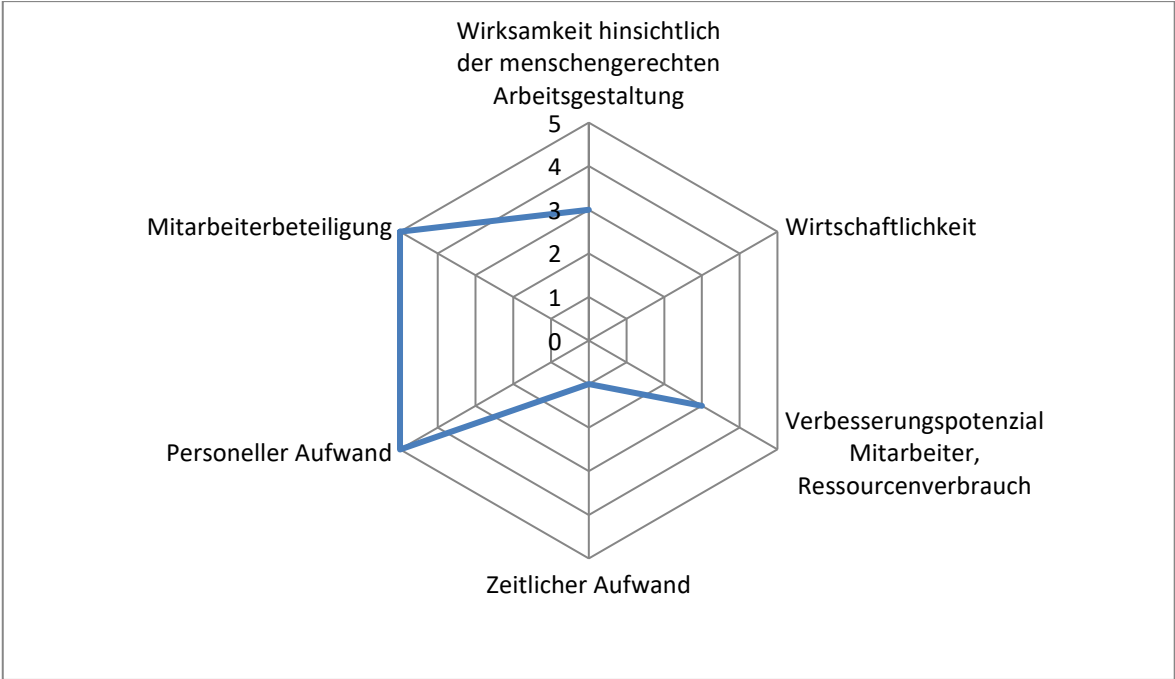 Wirksamkeit hinsichtlich
der menschengerechten
Arbeitsgestaltung
5
4
3
2
1
0
Mitarbeiterbeteiligung
Wirtschaftlichkeit
Personeller Aufwand
Verbesserungspotenzial
Mitarbeiter,
Ressourcenverbrauch
Zeitlicher Aufwand